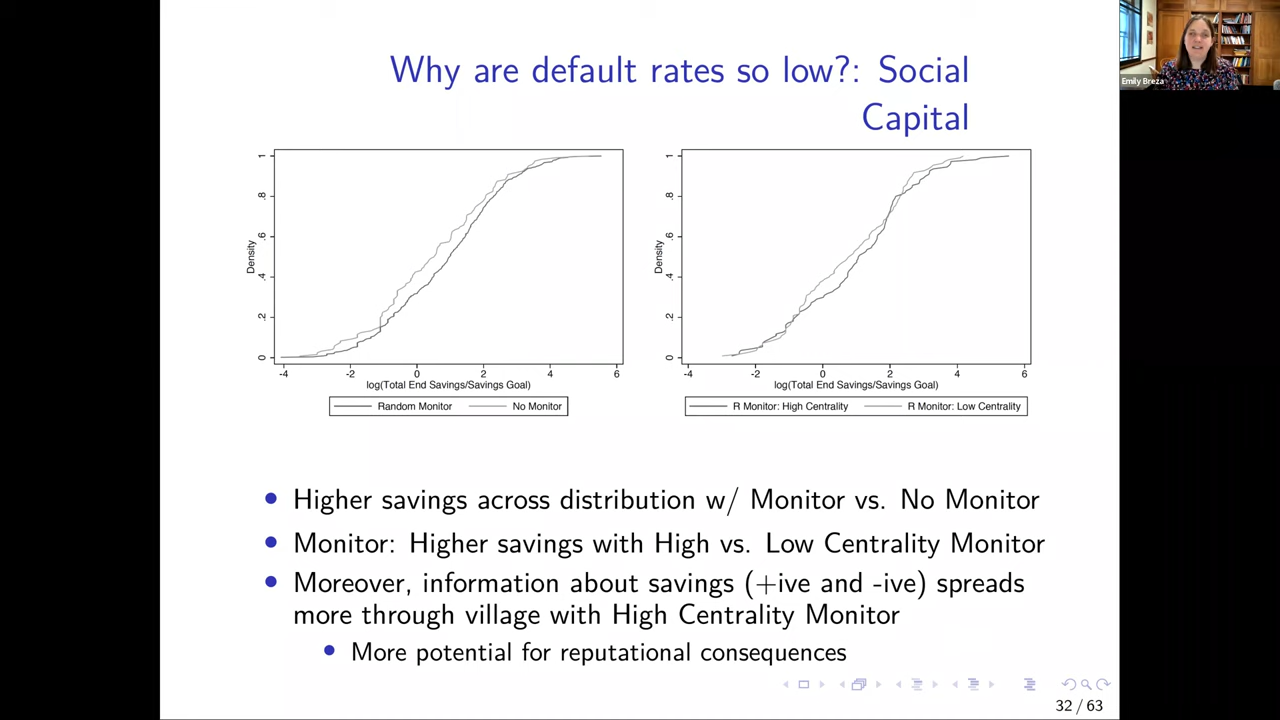 Why are default rates so low?: Social
Capital
Emily Breza
1
.8
.6
.4
.2
0
Density
-4 -2 0 2 4 6
log(Total End Savings/Savings Goal)
Random Monitor No Monitor
1
.8
.6
.4
.2
0
Density
-4 -2 0 2 4 6
log(Total End Savings/Savings Goal)
R Monitor: High Centrality R Monitor: Low Centrality
• Higher savings across distribution w/ Monitor vs. No Monitor
• Monitor: Higher savings with High vs. Low Centrality Monitor
• Moreover, information about savings (+ive and -ive) spreads
more through village with High Centrality Monitor
• More potential for reputational consequences
32 / 63